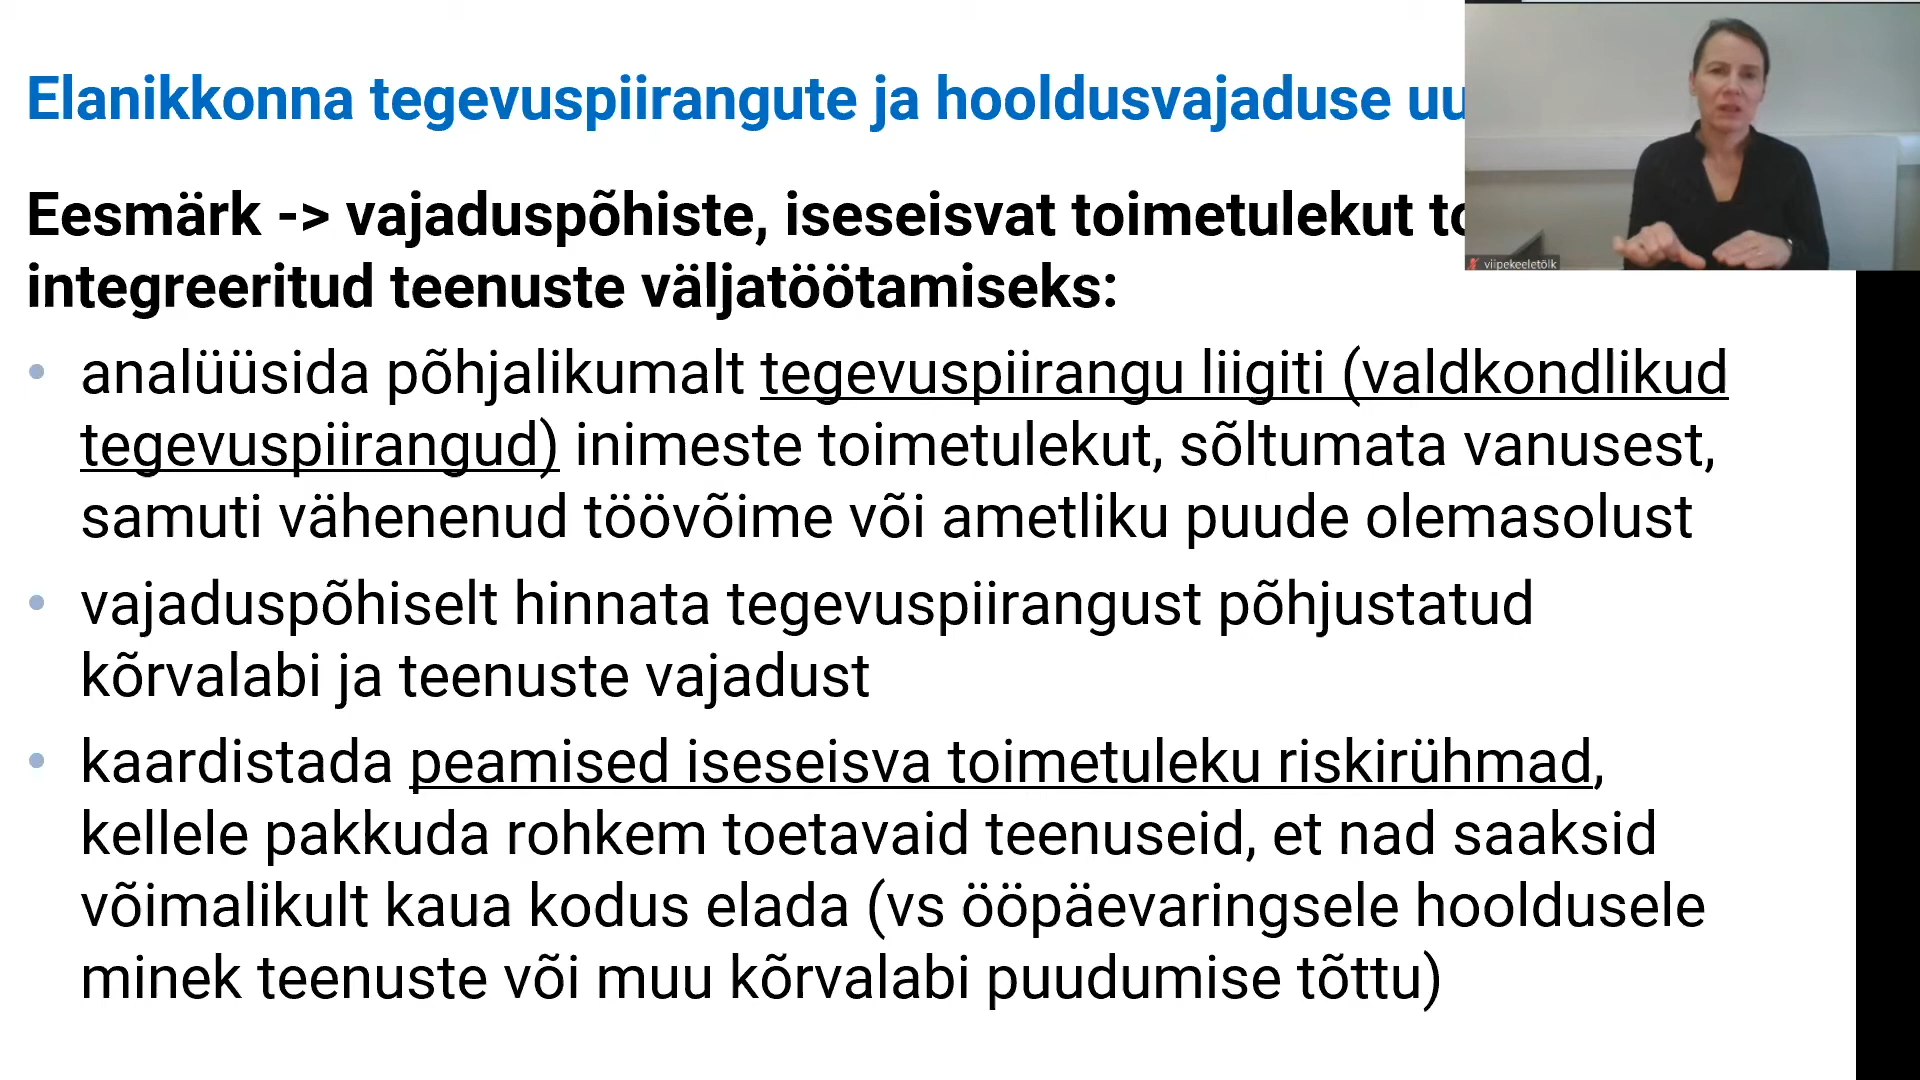 Elanikkonna tegevuspiirangute ja hooldusvajaduse
Eesmärk -> vajaduspõhiste, iseseisvat toimetulekut
integreeritud teenuste väljatöötamiseks:
• analüüsida põhjalikumalt tegevuspiirangu liigiti (valdkondlikud
tegevuspiirangud) inimeste toimetulekut, sõltumata vanusest,
samuti vähenenud töövõime või ametliku puude olemasolust
• vajaduspõhiselt hinnata tegevuspiirangust põhjustatud
kõrvalabi ja teenuste vajadust
• kaardistada peamised iseseisva toimetuleku riskirühmad,
kellele pakkuda rohkem toetavaid teenuseid, et nad saaksid
võimalikult kaua kodus elada (vs ööpäevaringsele hooldusele
minek teenuste või muu kõrvalabi puudumise tõttu)
viipekeeletõlk